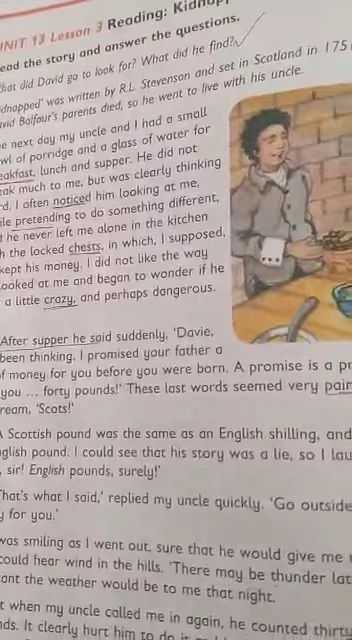 UNIT 13 Lesson 3 Reading: Kidnapp
ead the story and answer the questions.
hat did David go to look for? What did he find?
dnapped' was written by R.L. Stevenson and set in Scotland in 175
vid Balfour's parents died, so he went to live with his uncle.
e next day my uncle and I had a small
wl of porridge and a glass of water for
eakfast, lunch and supper. He did not
eak much to me, but was clearly thinking
rd. I often noticed him looking at me,
ile pretending to do something different,
d he never left me alone in the kitchen
h the locked chests, in which, I supposed,
kept his money. I did not like the way
ooked at me and began to wonder if he
a little crazy, and perhaps dangerous.
After supper he said suddenly, 'Davie,
been thinking. I promised your father a
f money for you before you were born. A promise is a pr
you ... forty pounds!' These last words seemed very pain
ream, 'Scots!'
A Scottish pound was the same as an English shilling, and
glish pound. I could see that his story was a lie, so I lau
, sir! English pounds, surely!'
That's what I said,' replied my uncle quickly. 'Go outside
y for you.'
was smiling as I went out, sure that he would give me
could hear wind in the hills. 'There may be thunder lat
ant the weather would be to me that night.
t when my uncle called me in again, he counted thirty
nds. It clearly hurt him to do it